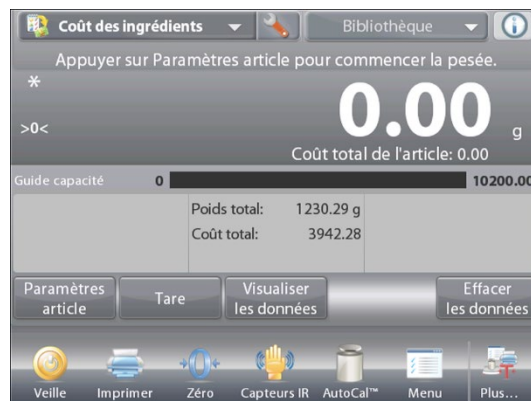 Coût des ingrédients Bibliothèque
Appuyer sur Paramètres article pour commencer la pesée.
*
>0<
0.00 g
Coût total de l'article: 0.00
Guide capacité 0 10200.00
Poids total: 1230.29 g
Coût total: 3942.28
Paramètres article
Tare
Visualiser les données
Effacer les données
Veille Imprimer Zéro Capteurs IR AutoCal™ Menu Plus...